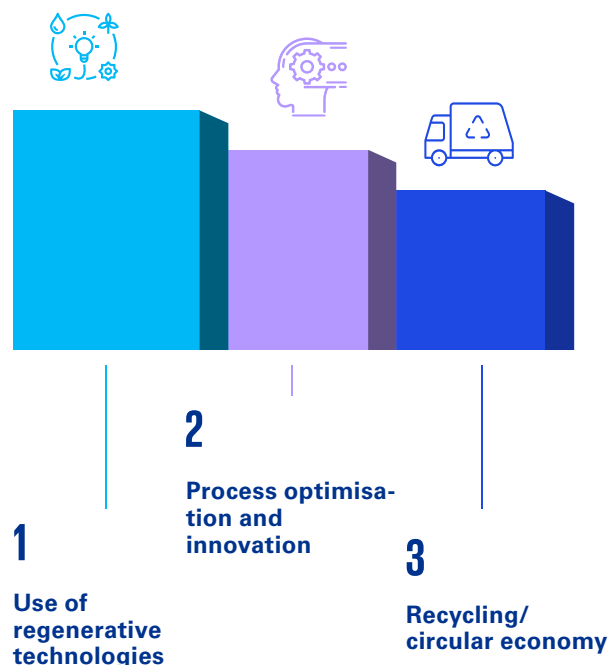 1
Use of
regenerative
technologies
2
Process optimisa-
tion and
innovation
3
Recycling/
circular economy